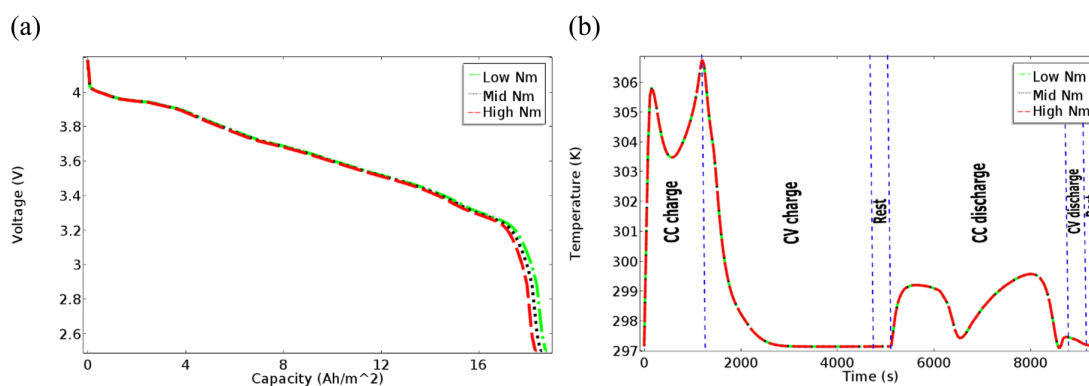 (a)
(b)
Low Nm
Mid Nm
High Nm
4
3.8
3.6
3.4
3.2
3
2.8
2.6
Voltage (V)
0
4
8
12
16
Capacity (Ah/m^2)
Low Nm
Mid Nm
High Nm
306
305
304
303
302
301
300
299
298
297
Temperature (K)
CC charge
CV charge
Rest
CC discharge
CV discharge
0
2000
4000
6000
8000
Time (s)